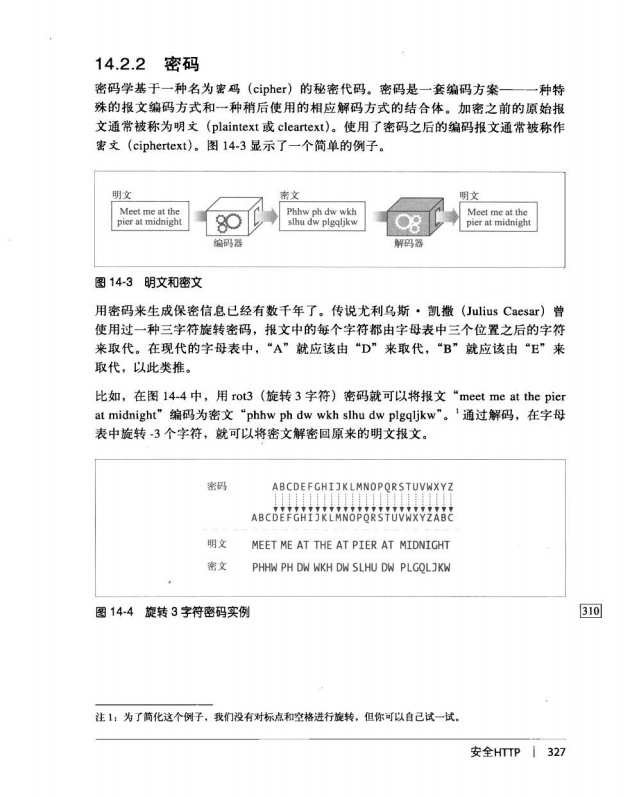 14.2.2 密码
密码学基于一种名为密码（cipher）的秘密代码。密码是一套编码方案——一种特
殊的报文编码方式和一种稍后使用的相应解码方式的结合体。加密之前的原始报
文通常被称为明文（plaintext 或 cleartext）。使用了密码之后的编码报文通常被称作
密文（ciphertext）。图 14-3 显示了一个简单的例子。
明文 密文 明文
Meet me at the Phhw ph dw wkh Meet me at the
pier at midnight slhu dw plgqljkw pier at midnight
编码器 解码器
图 14-3 明文和密文
用密码来生成保密信息已经有数千年了。传说尤利乌斯·凯撒（Julius Caesar）曾
使用过一种三字符旋转密码，报文中的每个字符都由字母表中三个位置之后的字符
来取代。在现代的字母表中，“A”就应该由“D”来取代，“B”就应该由“E”来
取代，以此类推。
比如，在图 14-4 中，用 rot3（旋转 3 字符）密码就可以将报文“meet me at the pier
at midnight”编码为密文“phhw ph dw wkh slhu dw plgqljkw”。1 通过解码，在字母
表中旋转 -3 个字符，就可以将密文解密回原来的明文报文。
密码 ABCDEFGHIJKLMNOPQRSTUVWXYZ
ABCDEFGHIJKLMNOPQRSTUVWXYZABC
明文 MEET ME AT THE AT PIER AT MIDNIGHT
密文 PHHW PH DW WKH DW SLHU DW PLGQLJKW
图 14-4 旋转 3 字符密码实例
310
注 1：为了简化这个例子，我们没有对标点和空格进行旋转，但你可以自己试一试。
安全HTTP | 327